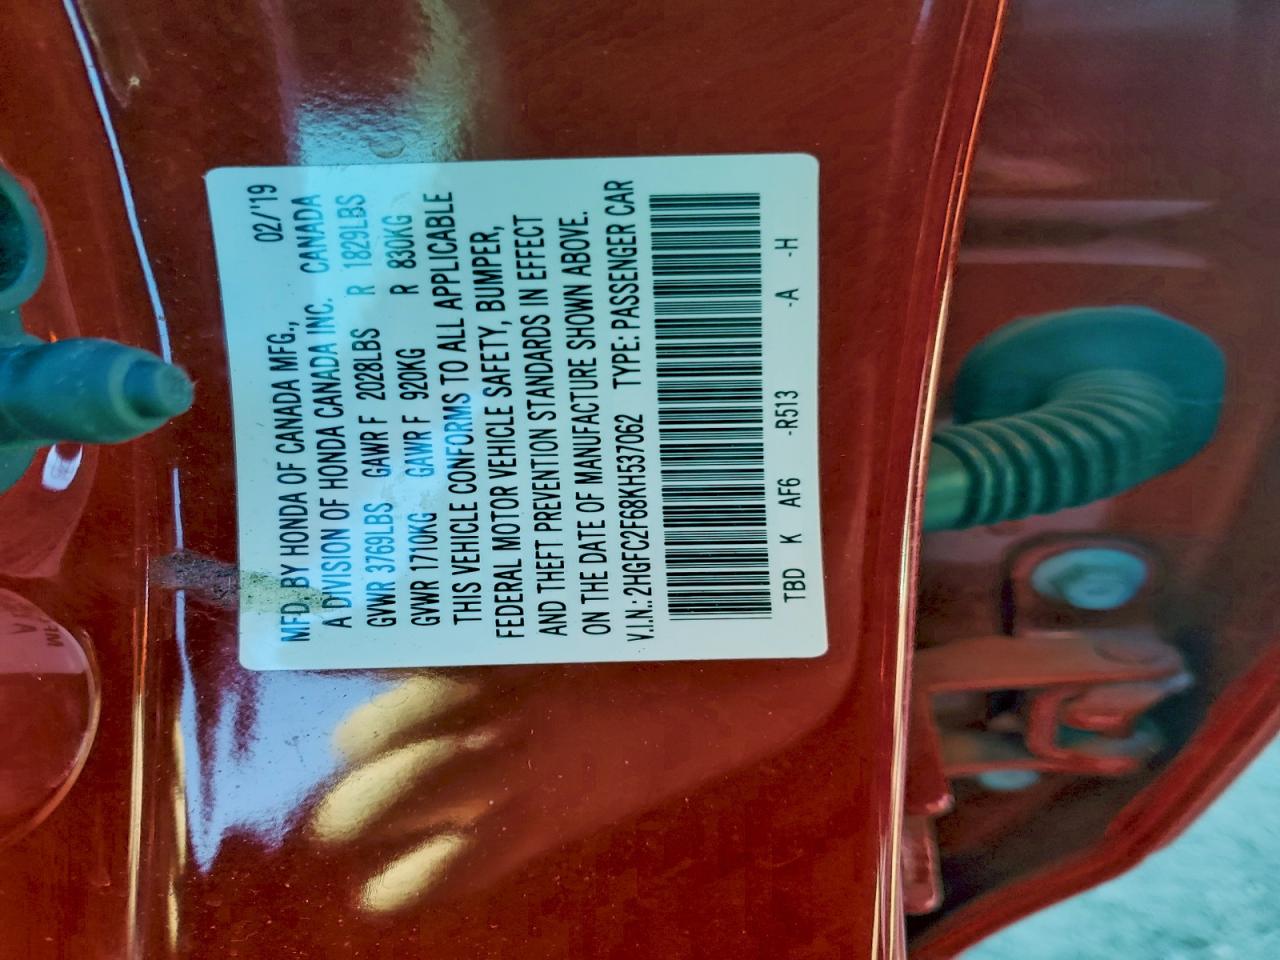 MFD. BY HONDA OF CANADA MFG., 02/'19
A DIVISION OF HONDA CANADA INC. CANADA
GVWR 3769LBS GAWR F 2028LBS R 1829LBS
GVWR 1710KG GAWR F 920KG R 830KG
THIS VEHICLE CONFORMS TO ALL APPLICABLE
FEDERAL MOTOR VEHICLE SAFETY, BUMPER,
AND THEFT PREVENTION STANDARDS IN EFFECT
ON THE DATE OF MANUFACTURE SHOWN ABOVE.
V.I.N.: 2HGFC2F68KH537062 TYPE: PASSENGER CAR
TBD K AF6 -R513 -A -H